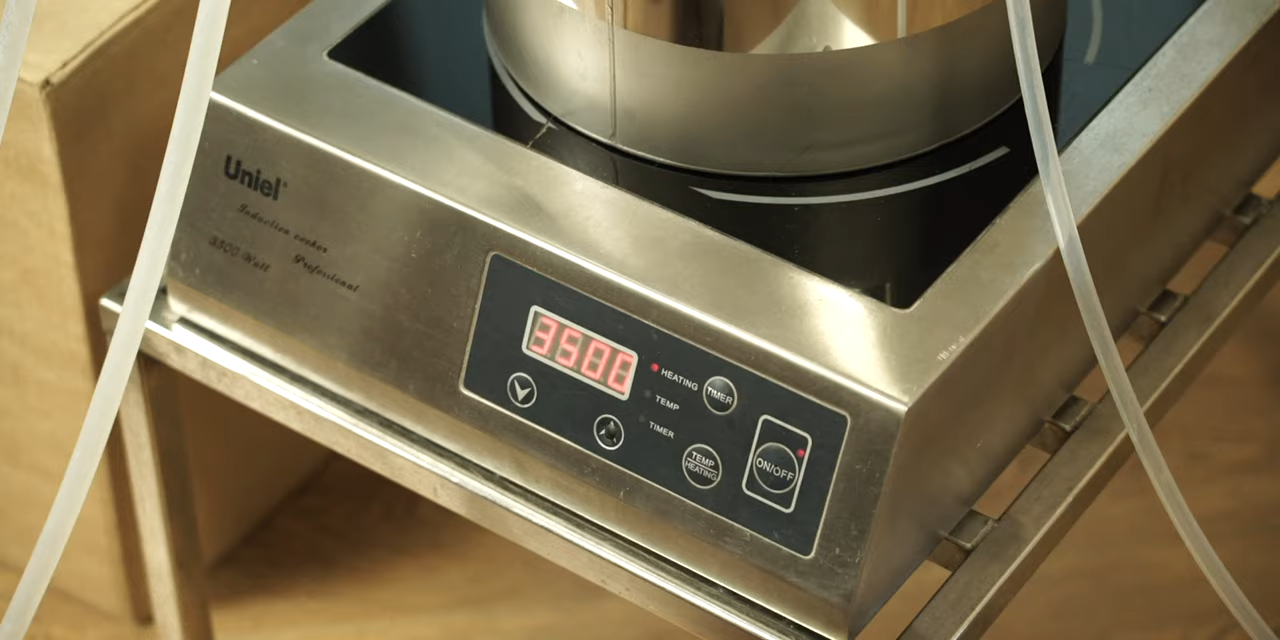 Uniel
Induction cooker
3500 Watt
Professional
3500
HEATING
TEMP
TIMER
TIMER
TEMP
HEATING
ON/OFF